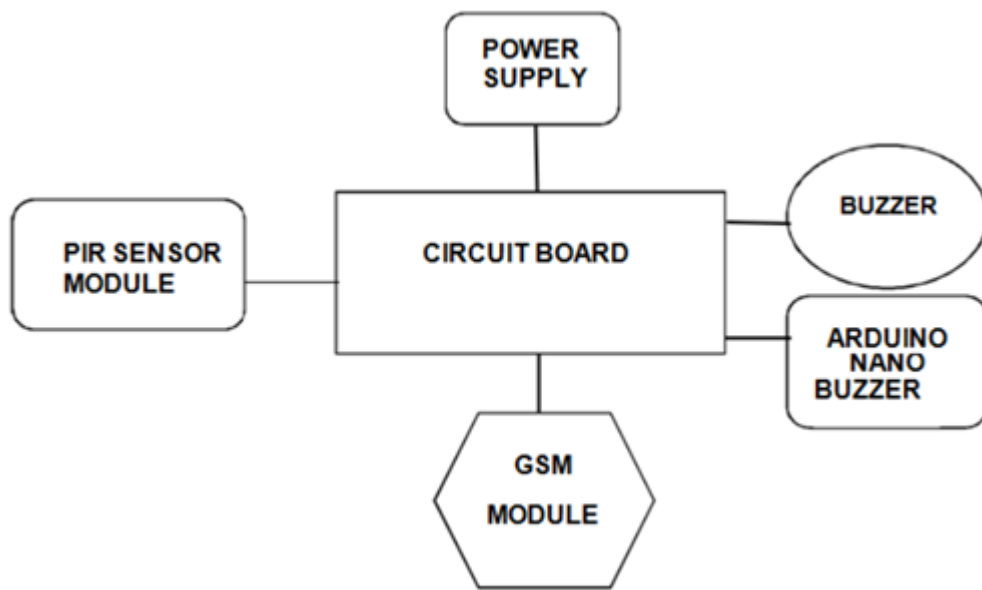 POWER
SUPPLY
BUZZER
PIR SENSOR
MODULE
CIRCUIT BOARD
ARDUINO
NANO
BUZZER
GSM
MODULE